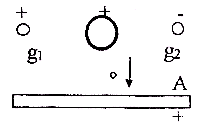 + + -
g₁ g₂
A
+